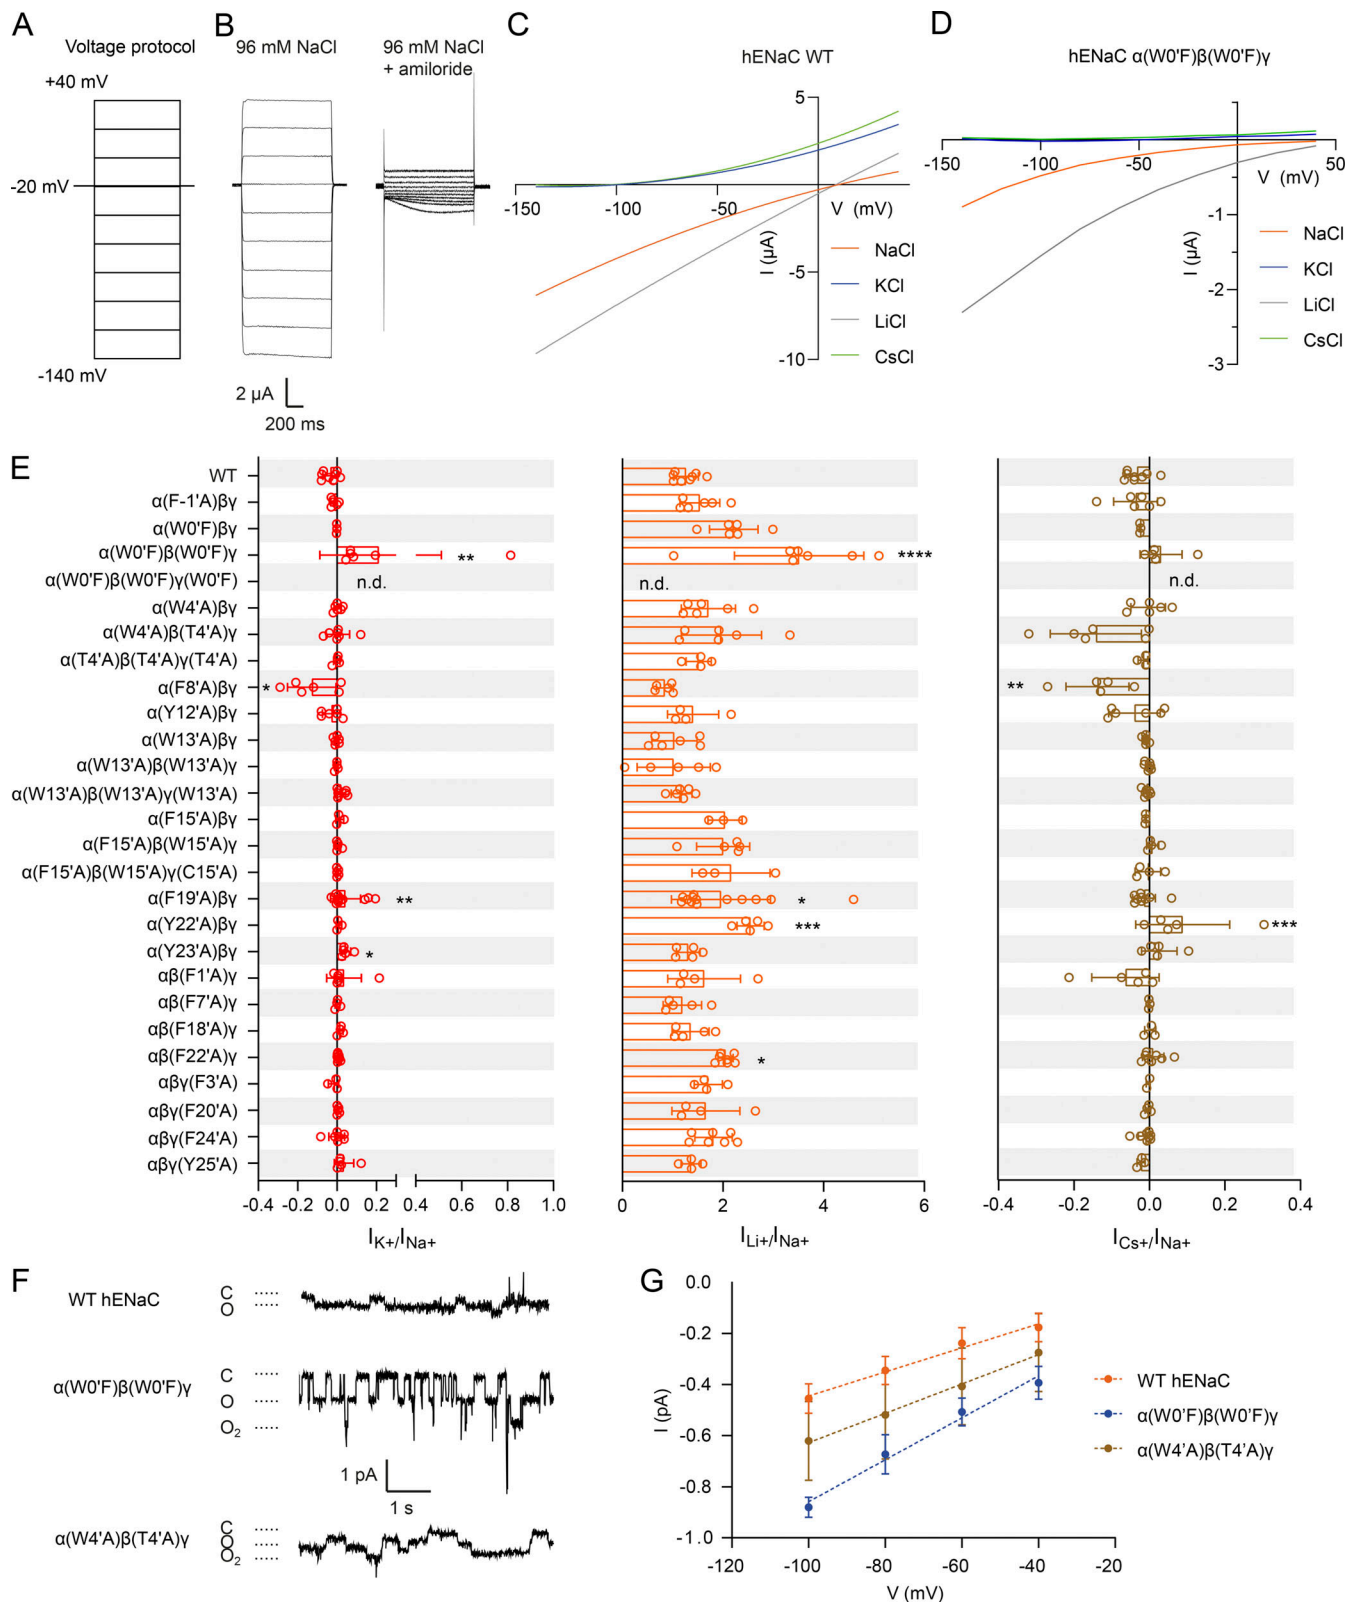 A
Voltage protocol
+40 mV
-20 mV
-140 mV
B
96 mM NaCl
96 mM NaCl
+ amiloride
2 µA
200 ms
C
hENaC WT
5
-150
-100
-50
V (mV)
I (µA)
-5
-10
NaCl
KCl
LiCl
CsCl
D
hENaC α(W0'F)β(W0'F)γ
-150
-100
-50
50
V (mV)
I (µA)
-1
-2
-3
NaCl
KCl
LiCl
CsCl
E
WT
α(F-1'A)βγ
α(W0'F)βγ
α(W0'F)β(W0'F)γ
α(W0'F)β(W0'F)γ(W0'F)
α(W4'A)βγ
α(W4'A)β(T4'A)γ
α(T4'A)β(T4'A)γ(T4'A)
α(F8'A)βγ
α(Y12'A)βγ
α(W13'A)βγ
α(W13'A)β(W13'A)γ
α(W13'A)β(W13'A)γ(W13'A)
α(F15'A)βγ
α(F15'A)β(W15'A)γ
α(F15'A)β(W15'A)γ(C15'A)
α(F19'A)βγ
α(Y22'A)βγ
α(Y23'A)βγ
αβ(F1'A)γ
αβ(F7'A)γ
αβ(F18'A)γ
αβ(F22'A)γ
αβγ(F3'A)
αβγ(F20'A)
αβγ(F24'A)
αβγ(Y25'A)
**
n.d.
*
**
*
-0.4 -0.2 0.0 0.2 0.4 0.6 0.8 1.0
I K+/I Na+
****
n.d.
*
***
*
0 2 4 6
I Li+/I Na+
n.d.
**
***
-0.4 -0.2 0.0 0.2 0.4
I Cs+/I Na+
F
WT hENaC
C
O
α(W0'F)β(W0'F)γ
C
O
O2
1 pA
1 s
α(W4'A)β(T4'A)γ
C
O
O2
G
0.0
-0.2
-0.4
-0.6
-0.8
-1.0
I (pA)
-120 -100 -80 -60 -40 -20
V (mV)
WT hENaC
α(W0'F)β(W0'F)γ
α(W4'A)β(T4'A)γ